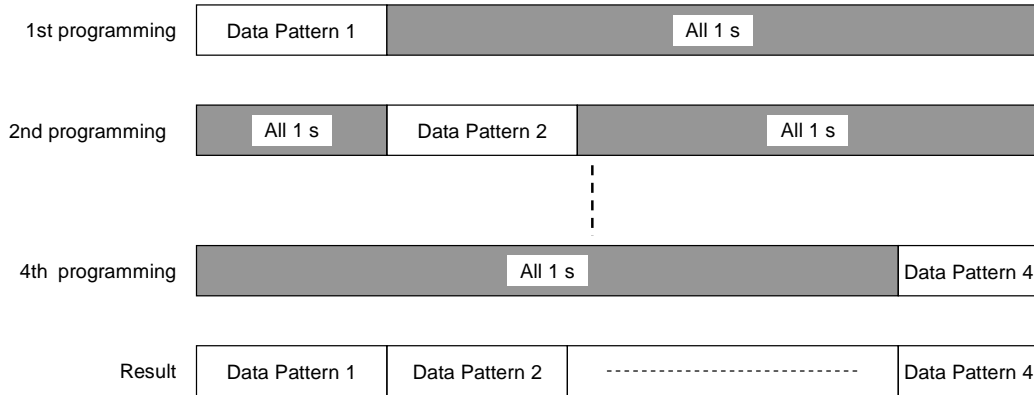 1st programming Data Pattern 1 All 1 s
2nd programming All 1 s Data Pattern 2 All 1 s
4th programming All 1 s Data Pattern 4
Result Data Pattern 1 Data Pattern 2 Data Pattern 4